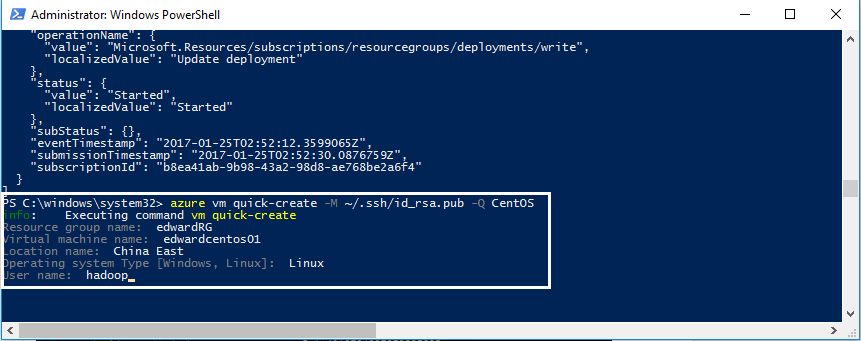 Administrator: Windows PowerShell
"operationName": {
"value": "Microsoft.Resources/subscriptions/resourcegroups/deployments/write",
"localizedValue": "Update deployment"
},
"status": {
"value": "Started",
"localizedValue": "Started"
},
"subStatus": {},
"eventTimestamp": "2017-01-25T02:52:12.3599065Z",
"submissionTimestamp": "2017-01-25T02:52:30.0876759Z",
"subscriptionId": "b8ea41ab-9b98-43a2-98d8-ae768be2a6f4"
}
]
PS C:\windows\system32> azure vm quick-create -M ~/.ssh/id_rsa.pub -Q CentOS
info:    Executing command vm quick-create
Resource group name:  edwardRG
Virtual machine name:  edwardcentos01
Location name:  China East
Operating system Type [Windows, Linux]:  Linux
User name:  hadoop_